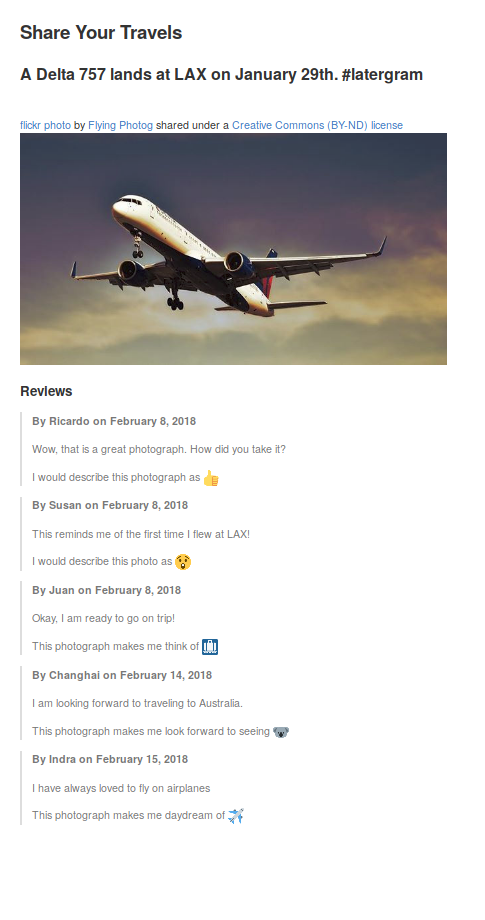 Share Your Travels
A Delta 757 lands at LAX on January 29th. #latergram
flickr photo by Flying Photog shared under a Creative Commons (BY-ND) license
Reviews
By Ricardo on February 8, 2018
Wow, that is a great photograph. How did you take it?
I would describe this photograph as 👍
By Susan on February 8, 2018
This reminds me of the first time I flew at LAX!
I would describe this photo as 😲
By Juan on February 8, 2018
Okay, I am ready to go on trip!
This photograph makes me think of 🛄
By Changhai on February 14, 2018
I am looking forward to traveling to Australia.
This photograph makes me look forward to seeing 🐨
By Indra on February 15, 2018
I have always loved to fly on airplanes
This photograph makes me daydream of ✈️